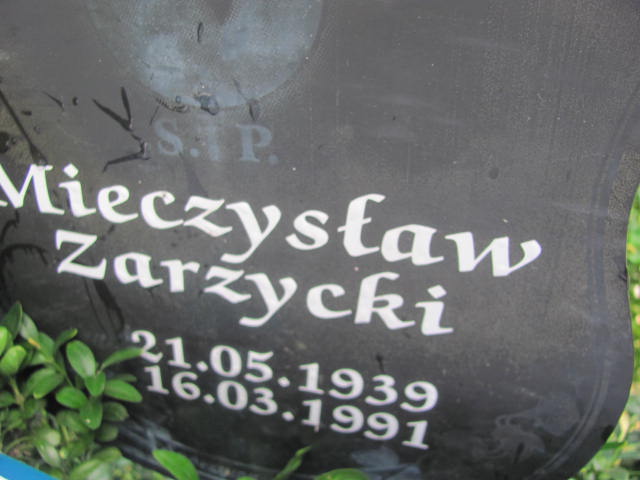 Ś. †P.
Mieczysław
Zarzycki
21.05.1939
16.03.1991